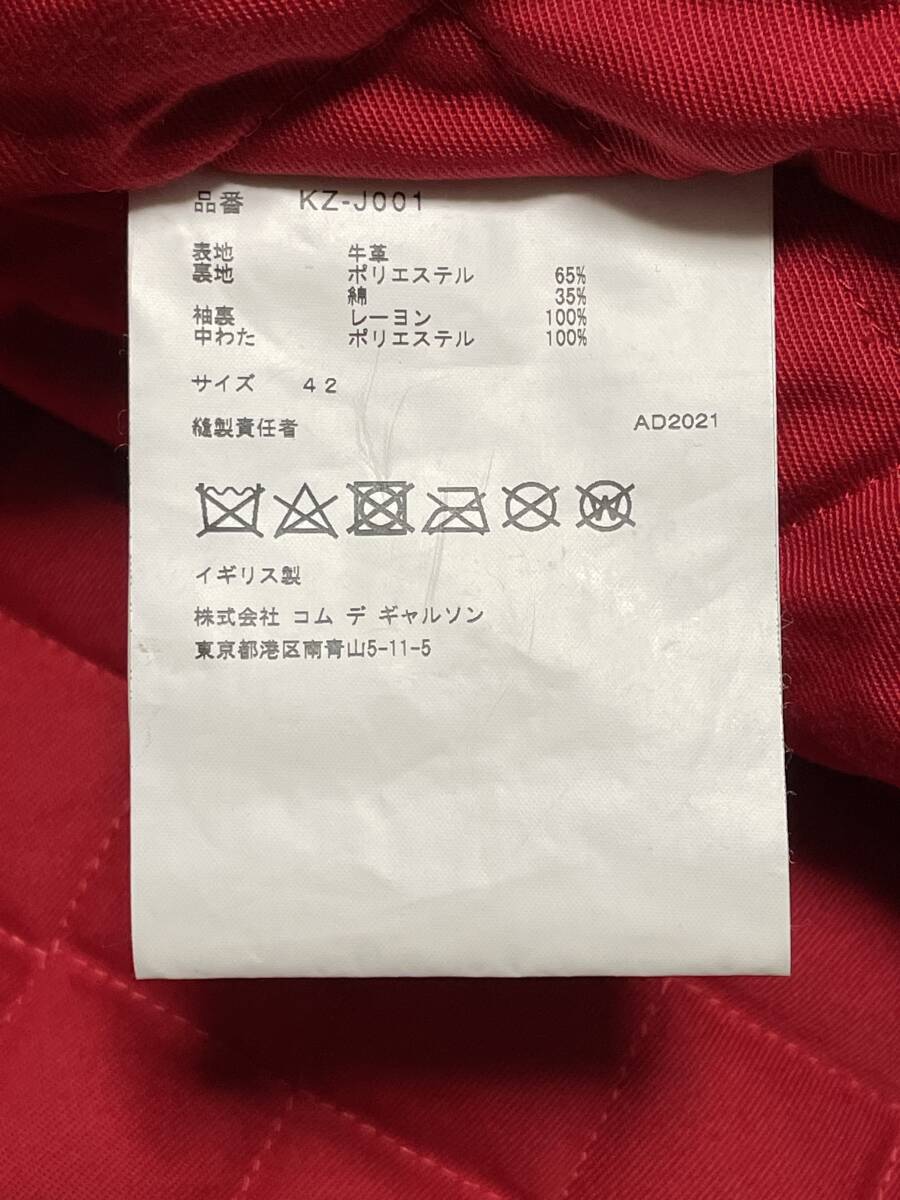 品番 KZ-J001
表地 牛革
裏地 ポリエステル 65%
綿 35%
袖裏 レーヨン 100%
中わた ポリエステル 100%
サイズ 42
縫製責任者 AD2021
W
イギリス製
株式会社 コム デ ギャルソン
東京都港区南青山5-11-5